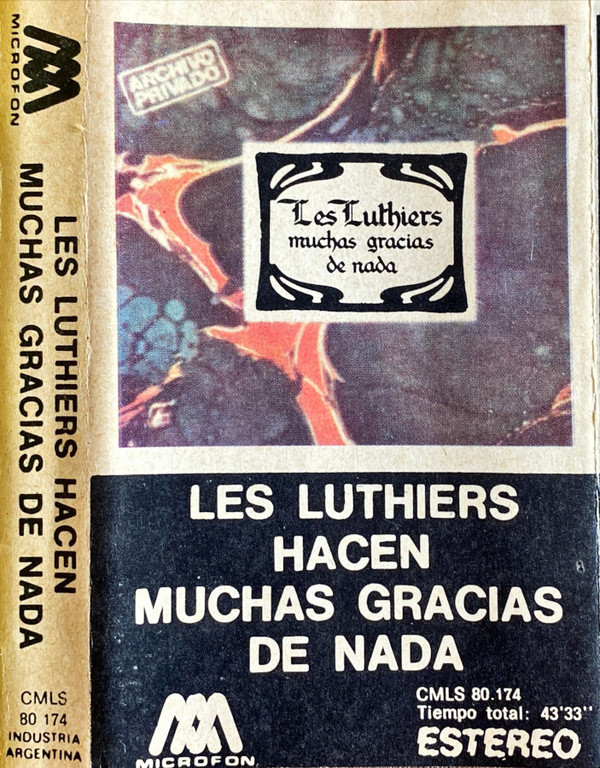 MICROFON
LES LUTHIERS HACEN
MUCHAS GRACIAS DE NADA
CMLS
80 174
INDUSTRIA
ARGENTINA
ARCHIVO
PRIVADO
Les Luthiers
muchas gracias
de nada
LES LUTHIERS
HACEN
MUCHAS GRACIAS
DE NADA
MICROFON
CMLS 80.174
Tiempo total: 43'33''
ESTEREO